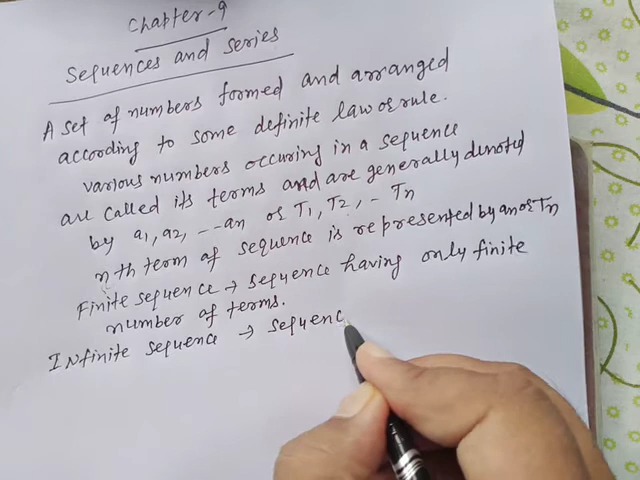 Chapter-9
Sequences and series
A set of numbers formed and arranged
according to some definite law or rule.
various numbers occuring in a sequence
are called its terms and are generally denoted
by a1, a2, --an or T1, T2, - Tn
nth term of sequence is represented by an or Tn
Finite sequence → sequence having only finite
number of terms.
INfinite sequence → sequenc